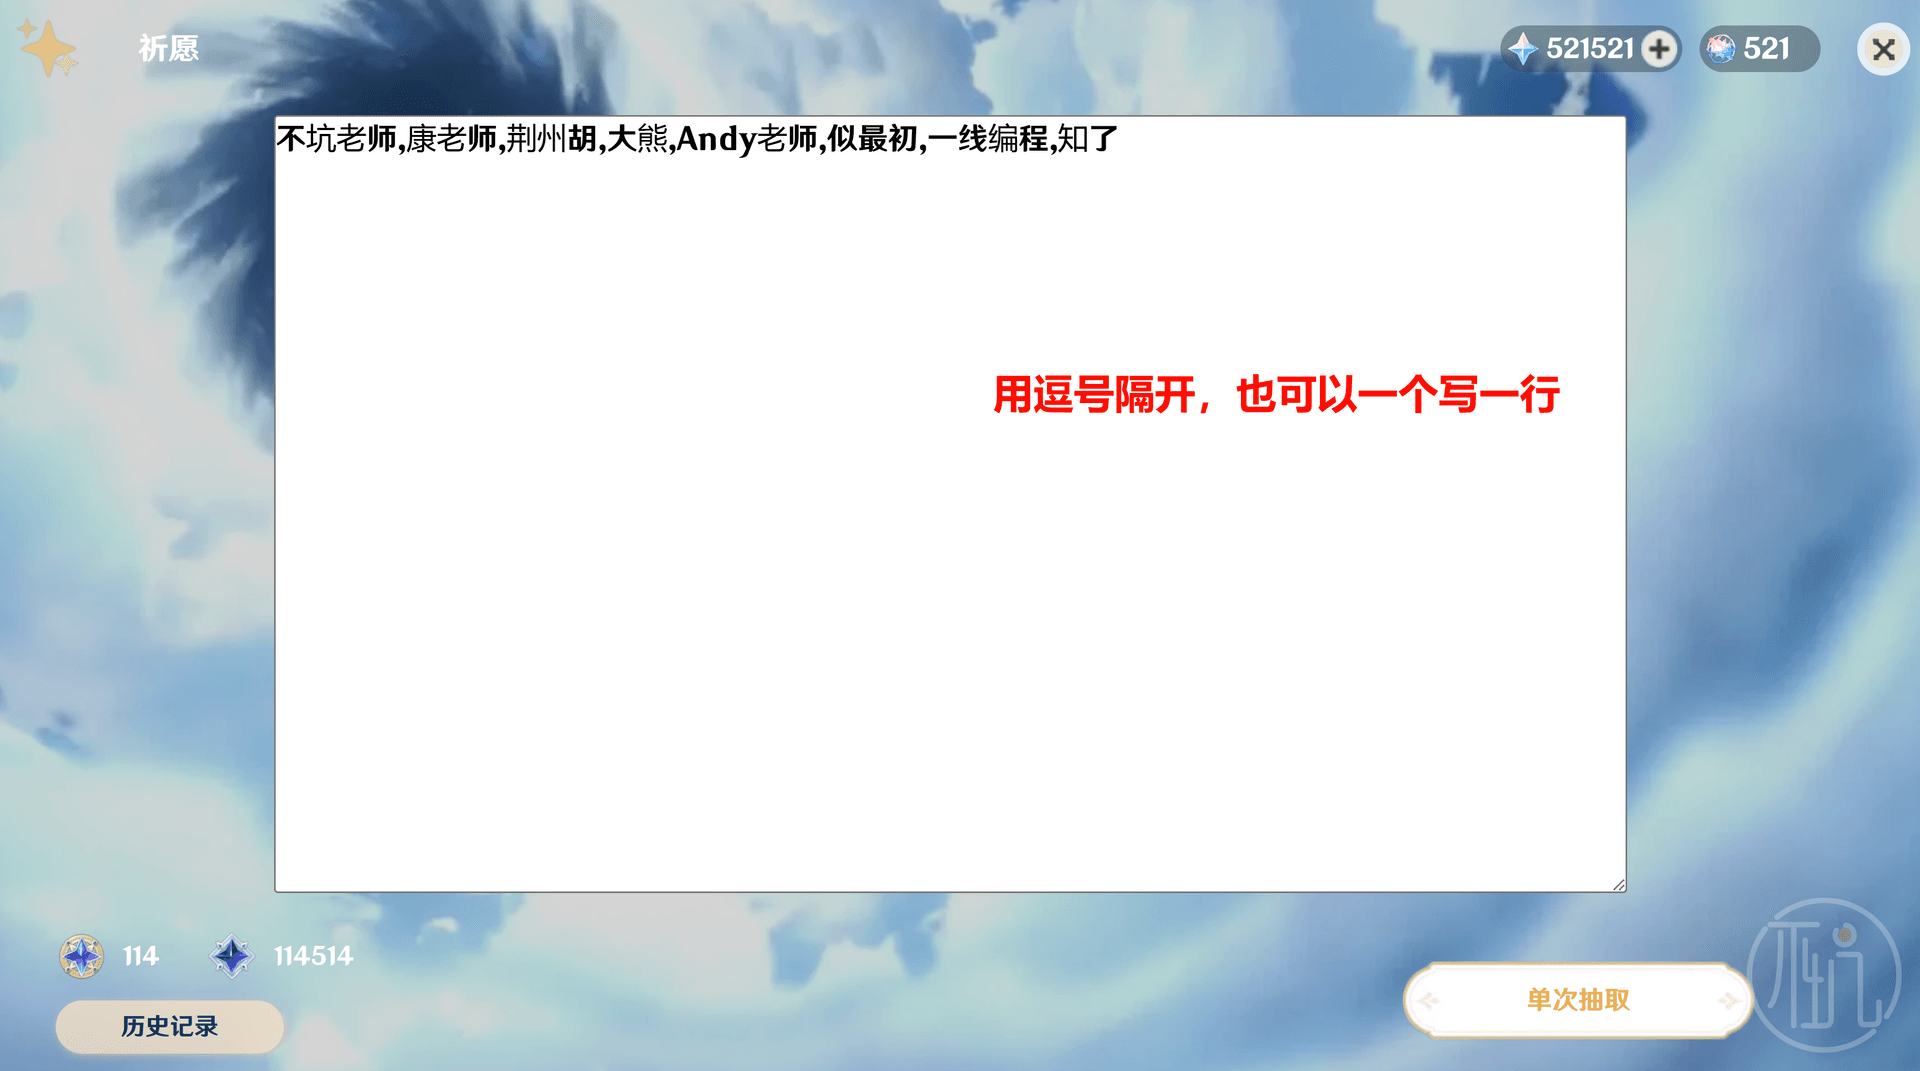 祈愿
521521
521
不坑老师,康老师,荆州胡,大熊,Andy老师,似最初,一线编程,知了
用逗号隔开，也可以一个写一行
114
114514
历史记录
单次抽取
不坑